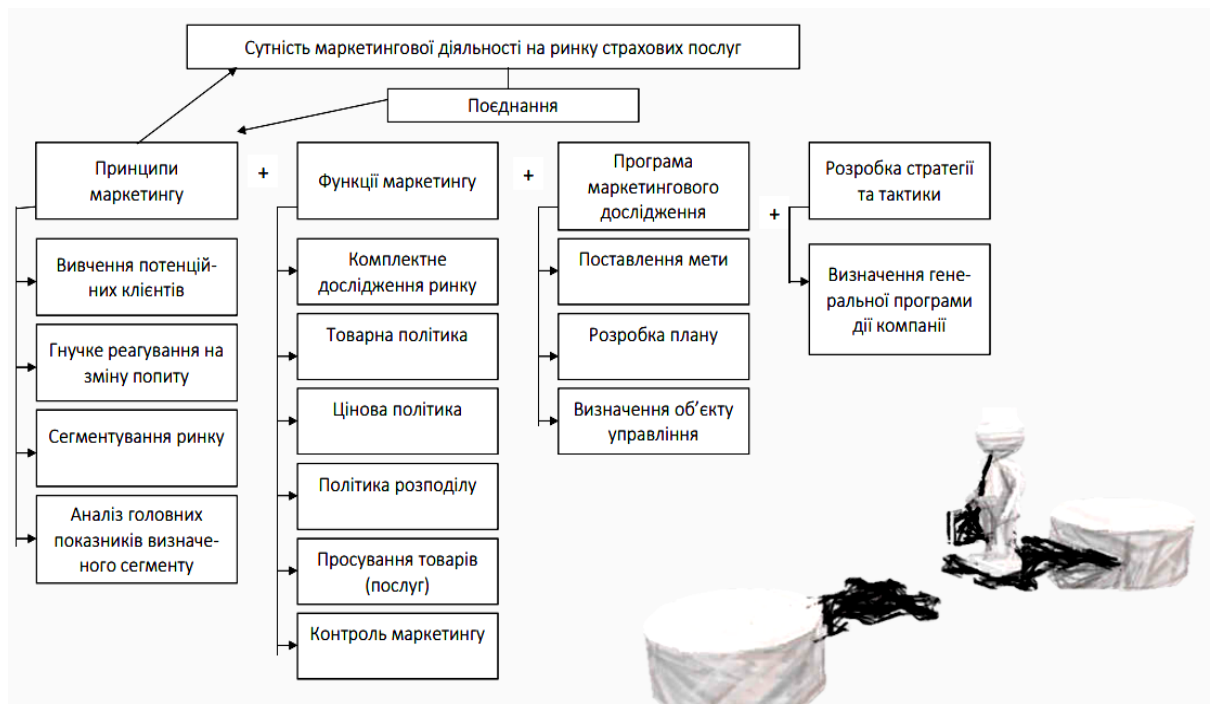 Сутність маркетингової діяльності на ринку страхових послуг
Поєднання
Принципи
маркетингу
+
Функції маркетингу
+
Програма
маркетингового
дослідження
+
Розробка стратегії
та тактики
Вивчення потенцій-
них клієнтів
Гнучке реагування на
зміну попиту
Сегментування ринку
Аналіз головних
показників визначе-
ного сегменту
Комплектне
дослідження ринку
Товарна політика
Цінова політика
Політика розподілу
Просування товарів
(послуг)
Контроль маркетингу
Поставлення мети
Розробка плану
Визначення об’єкту
управління
Визначення гене-
ральної програми
дії компанії